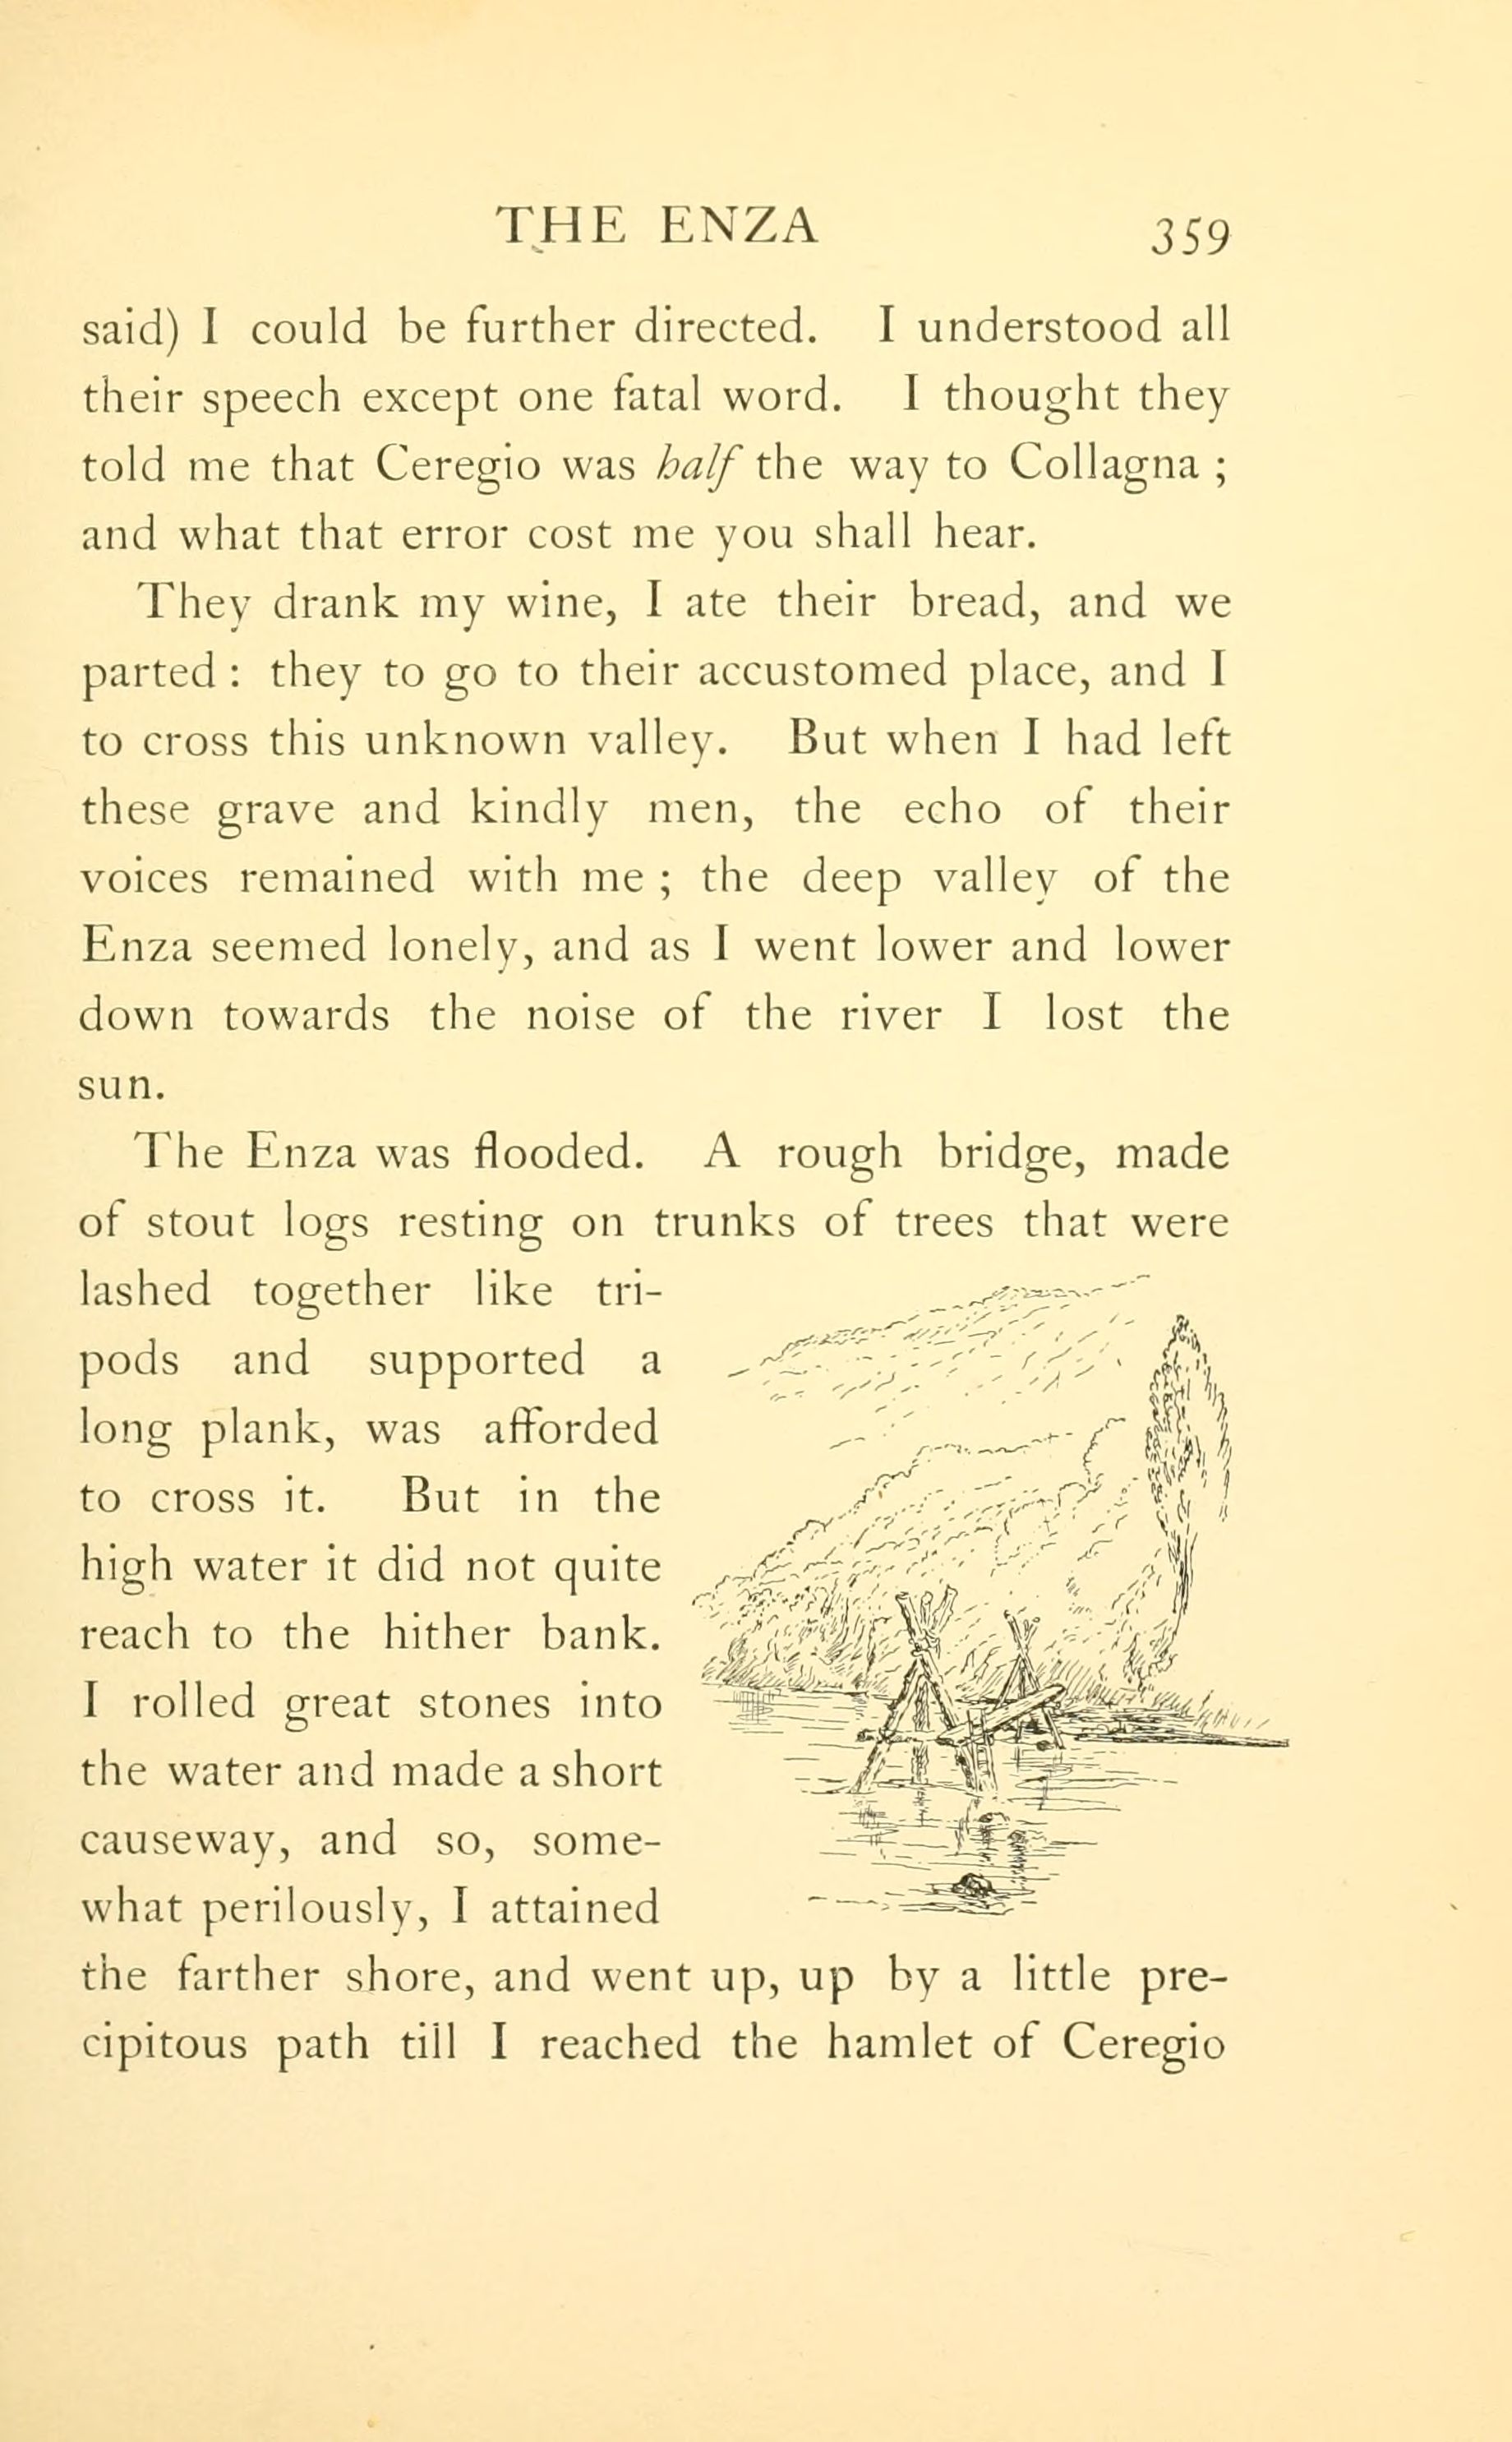 THE ENZA 359
said) I could be further directed. I understood all
their speech except one fatal word. I thought they
told me that Ceregio was half the way to Collagna ;
and what that error cost me you shall hear.
They drank my wine, I ate their bread, and we
parted : they to go to their accustomed place, and I
to cross this unknown valley. But when I had left
these grave and kindly men, the echo of their
voices remained with me ; the deep valley of the
Enza seemed lonely, and as I went lower and lower
down towards the noise of the river I lost the
sun.
The Enza was flooded. A rough bridge, made
of stout logs resting on trunks of trees that were
lashed together like tri-
pods and supported a
long plank, was afforded
to cross it. But in the
high water it did not quite
reach to the hither bank.
I rolled great stones into
the water and made a short
causeway, and so, some-
what perilously, I attained
the farther shore, and went up, up by a little pre-
cipitous path till I reached the hamlet of Ceregio